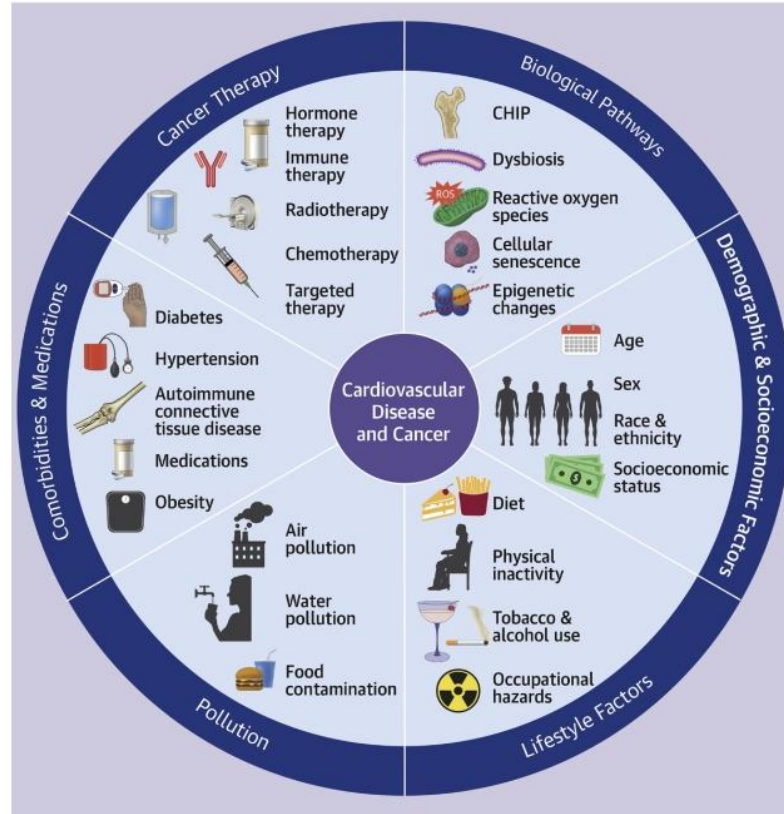 Cancer Therapy
Hormone
therapy
Immune
therapy
Radiotherapy
Chemotherapy
Targeted
therapy
Biological Pathways
CHIP
Dysbiosis
ROS
Reactive oxygen
species
Cellular
senescence
Epigenetic
changes
Demographic & Socioeconomic Factors
Age
Sex
Race &
ethnicity
Socioeconomic
status
$
Lifestyle Factors
Diet
Physical
inactivity
Tobacco &
alcohol use
Occupational
hazards
Pollution
Air
pollution
Water
pollution
Food
contamination
Comorbidities & Medications
Diabetes
Hypertension
Autoimmune
connective
tissue disease
Medications
Obesity
Cardiovascular
Disease
and Cancer